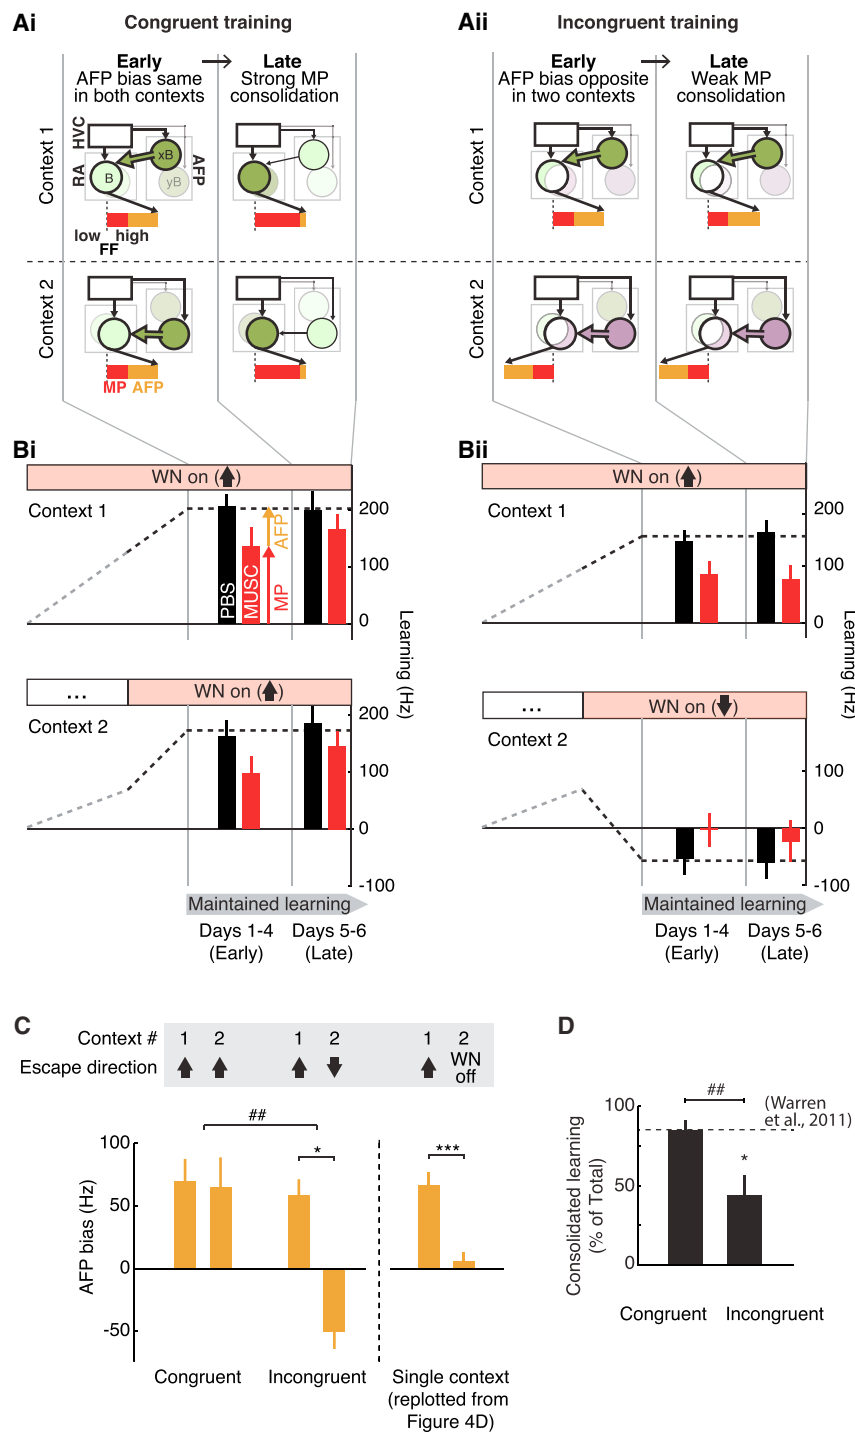 Ai
Congruent training
Early
Late
AFP bias same
in both contexts
Strong MP
consolidation
Context 1
HVC
RA
AFP
xB
B
yB
low
high
FF
Context 2
MP
AFP
Aii
Incongruent training
Early
Late
AFP bias opposite
in two contexts
Weak MP
consolidation
Context 1
Context 2
Bi
WN on ( )
Context 1
PBS
MUSC
MP
AFP
200
100
0
Learning (Hz)
...
WN on ( )
Context 2
200
100
0
-100
Maintained learning
Days 1-4
(Early)
Days 5-6
(Late)
Bii
WN on ( )
Context 1
200
100
0
Learning (Hz)
...
WN on ( )
Context 2
100
0
-100
Maintained learning
Days 1-4
(Early)
Days 5-6
(Late)
C
Context #
1
2
1
2
1
2
Escape direction
WN
off
##
*
***
AFP bias (Hz)
100
50
0
-50
Congruent
Incongruent
Single context
(replotted from
Figure 4D)
D
##
(Warren
et al., 2011)
*
Consolidated learning
(% of Total)
100
50
0
Congruent
Incongruent